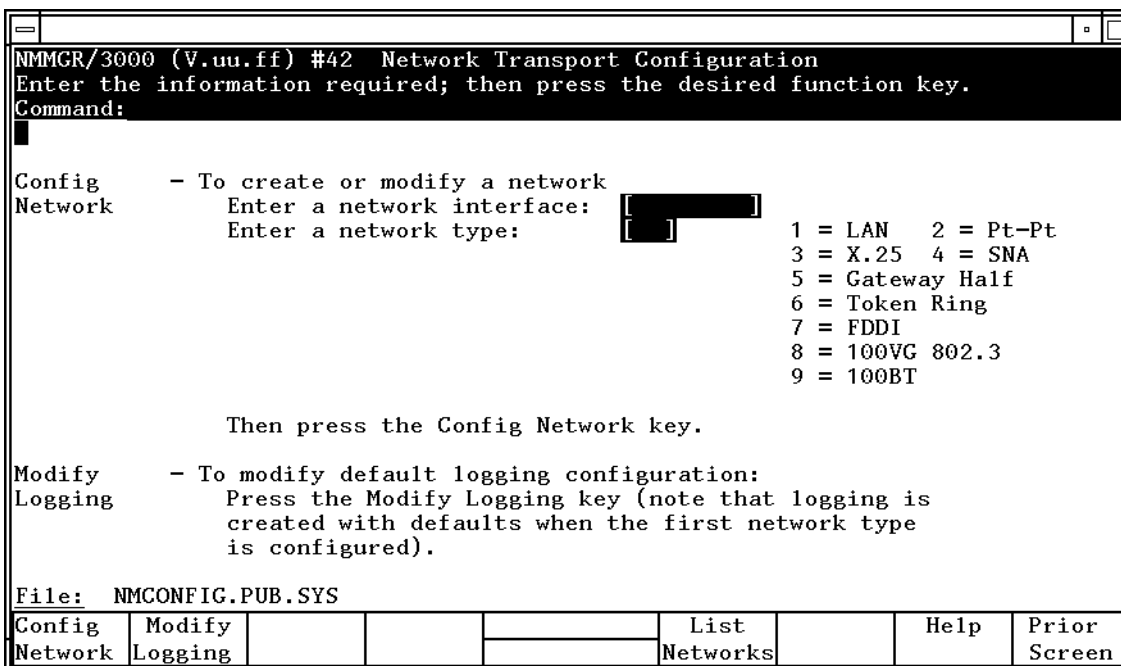 NMMGR/3000 (V.uu.ff) #42  Network Transport Configuration
Enter the information required; then press the desired function key.
Command:
Config     - To create or modify a network
Network        Enter a network interface:  [        ]
               Enter a network type:       [  ]       1 = LAN   2 = Pt-Pt
                                                      3 = X.25  4 = SNA
                                                      5 = Gateway Half
                                                      6 = Token Ring
                                                      7 = FDDI
                                                      8 = 100VG 802.3
                                                      9 = 100BT
               Then press the Config Network key.
Modify     - To modify default logging configuration:
Logging        Press the Modify Logging key (note that logging is
               created with defaults when the first network type
               is configured).
File:  NMCONFIG.PUB.SYS
Config   Modify                              List               Help   Prior
Network  Logging                             Networks                  Screen